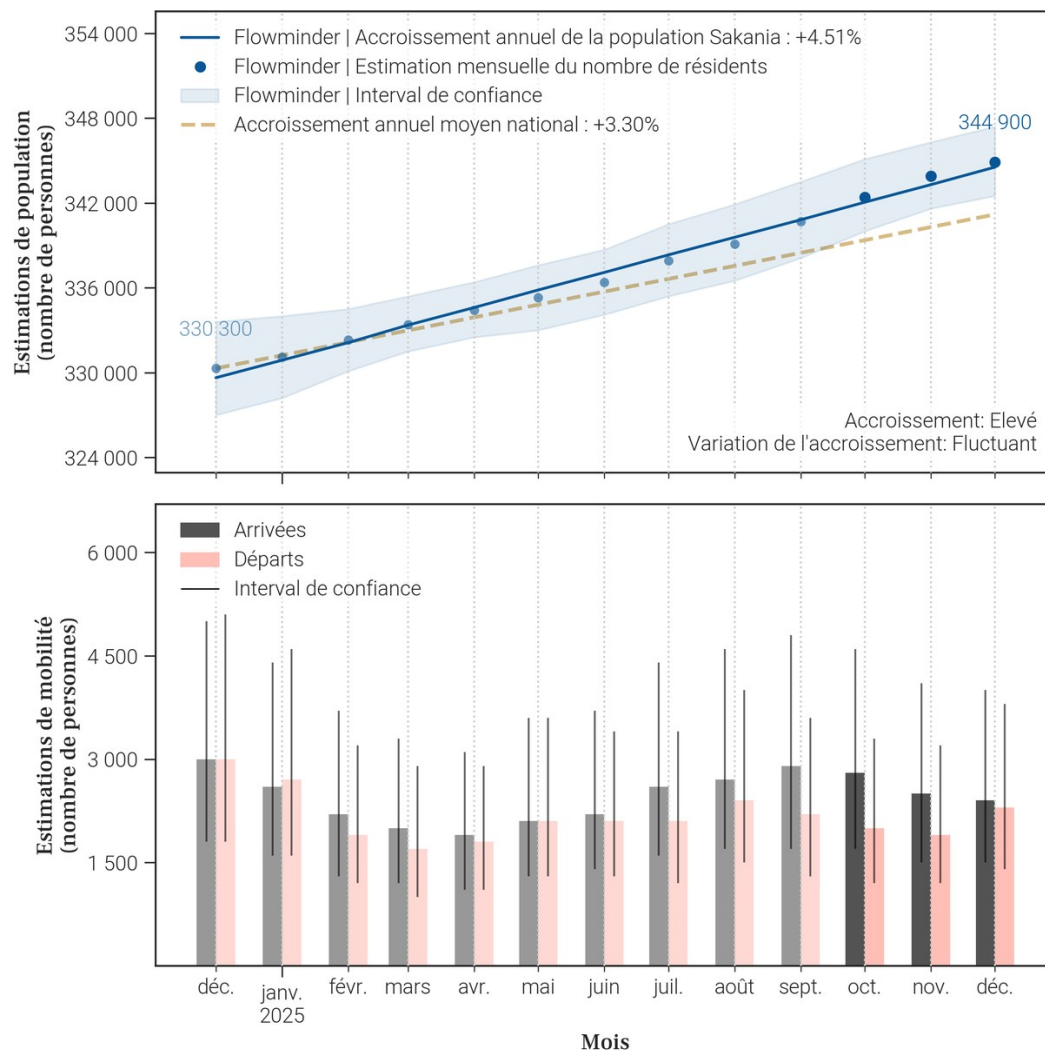 354 000
348 000
342 000
336 000
330 000
324 000
Estimations de population
(nombre de personnes)
Flowminder | Accroissement annuel de la population Sakania : +4.51%
Flowminder | Estimation mensuelle du nombre de résidents
Flowminder | Interval de confiance
Accroissement annuel moyen national : +3.30%
344 900
330 300
Accroissement: Elevé
Variation de l'accroissement: Fluctuant
6 000
4 500
3 000
1 500
Estimations de mobilité
(nombre de personnes)
Arrivées
Départs
Interval de confiance
déc. janv. févr. mars avr. mai juin juil. août sept. oct. nov. déc.
2025
Mois